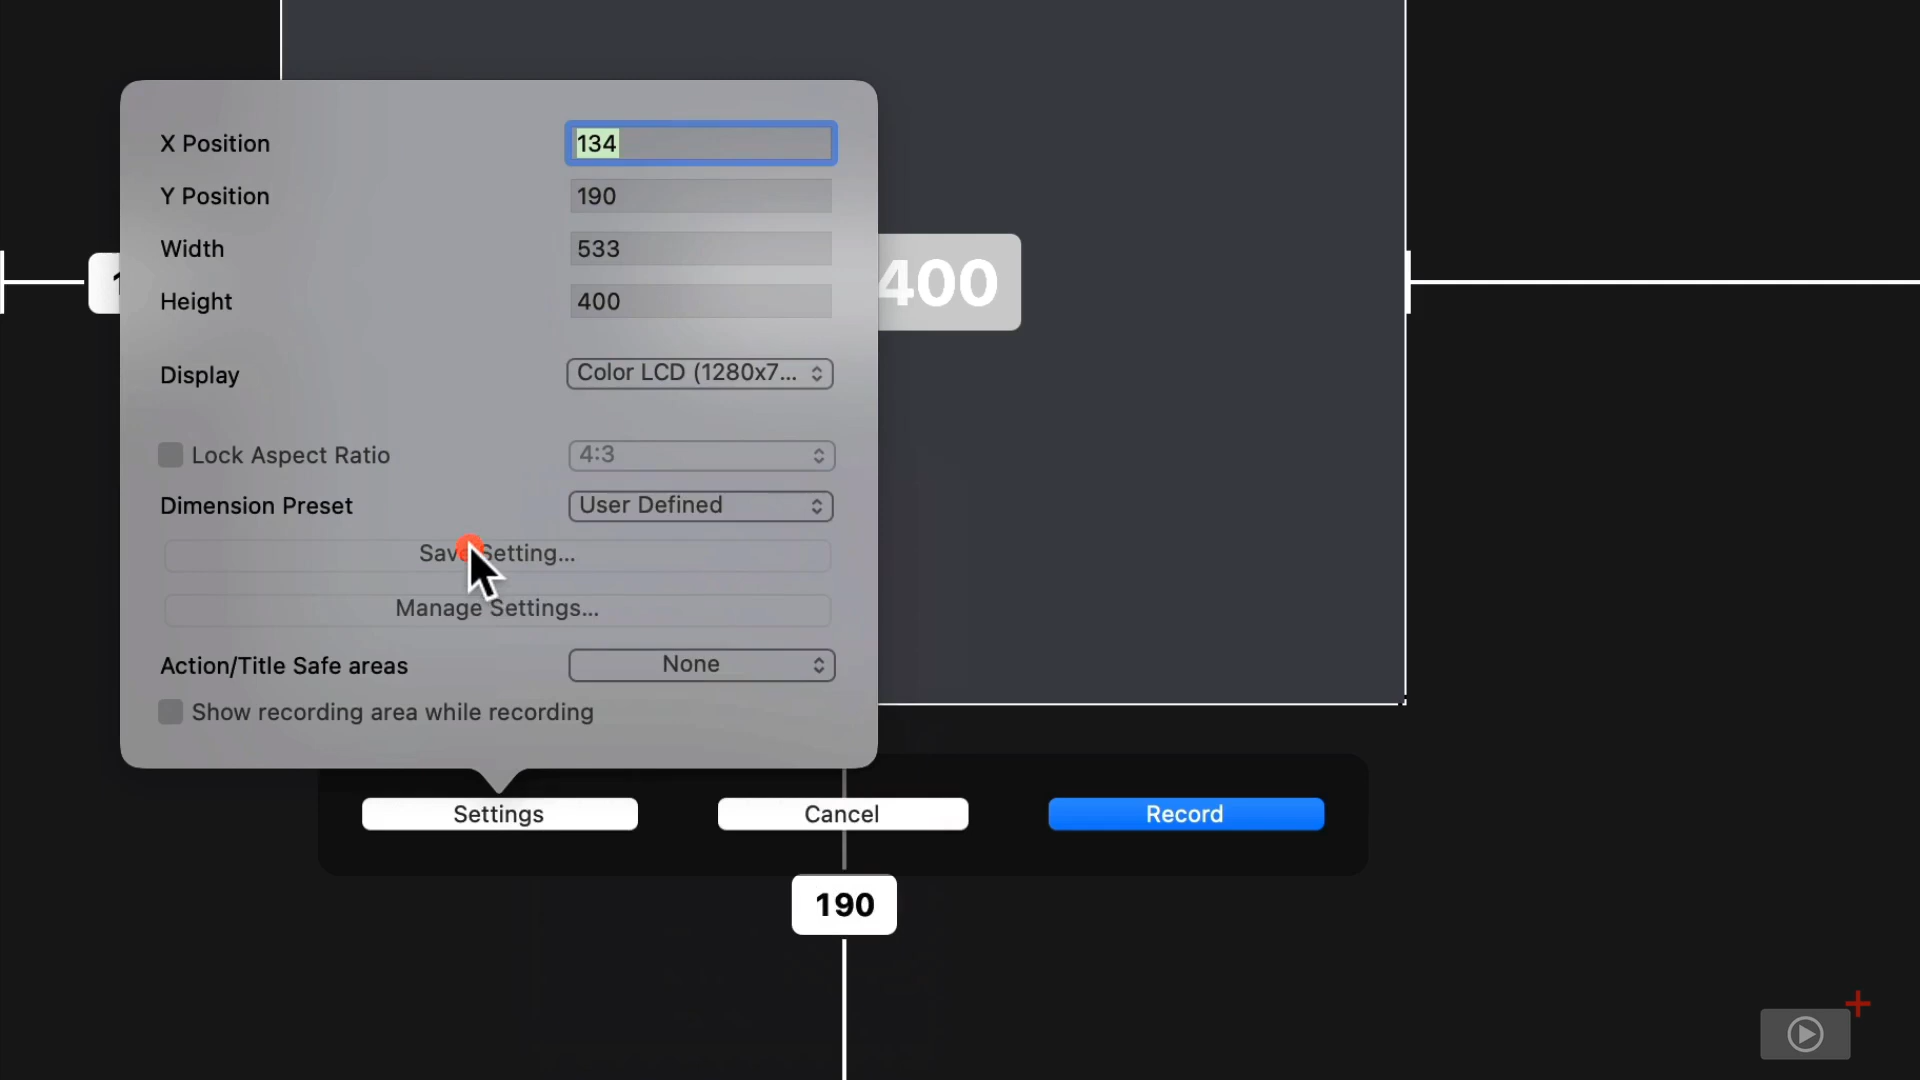 X Position 134
Y Position 190
Width 533
Height 400
400
Display Color LCD (1280x7...
Lock Aspect Ratio 4:3
Dimension Preset User Defined
Save Setting...
Manage Settings...
Action/Title Safe areas None
Show recording area while recording
Settings Cancel Record
190